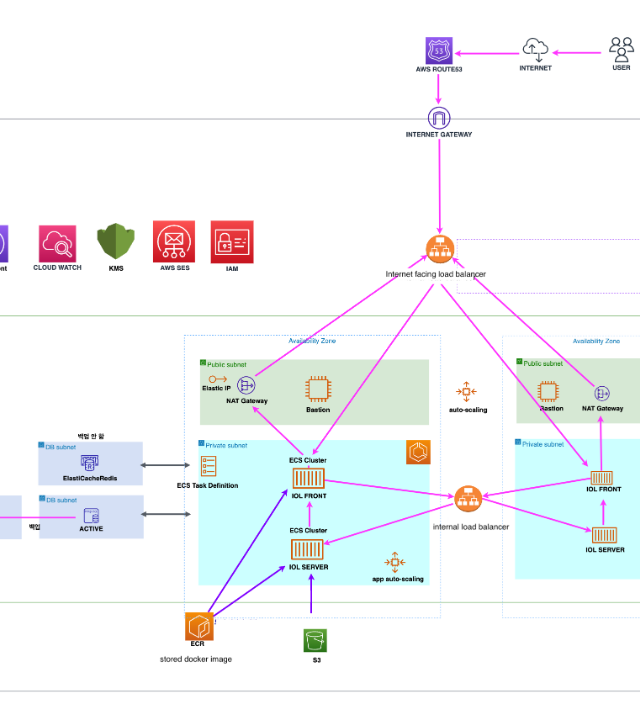 AWS ROUTE53
INTERNET
USER
INTERNET GATEWAY
CLOUD WATCH
KMS
AWS SES
IAM
Internet facing load balancer
Availability Zone
Availability Zone
Public subnet
Elastic IP
NAT Gateway
Bastion
auto-scaling
Public subnet
Bastion
NAT Gateway
백업 안 함
DB subnet
ElastiCacheRedis
Private subnet
ECS Task Definition
ECS Cluster
IOL FRONT
Private subnet
IOL FRONT
DB subnet
백업
ACTIVE
ECS Cluster
IOL SERVER
internal load balancer
IOL SERVER
app auto-scaling
ECR
stored docker image
S3